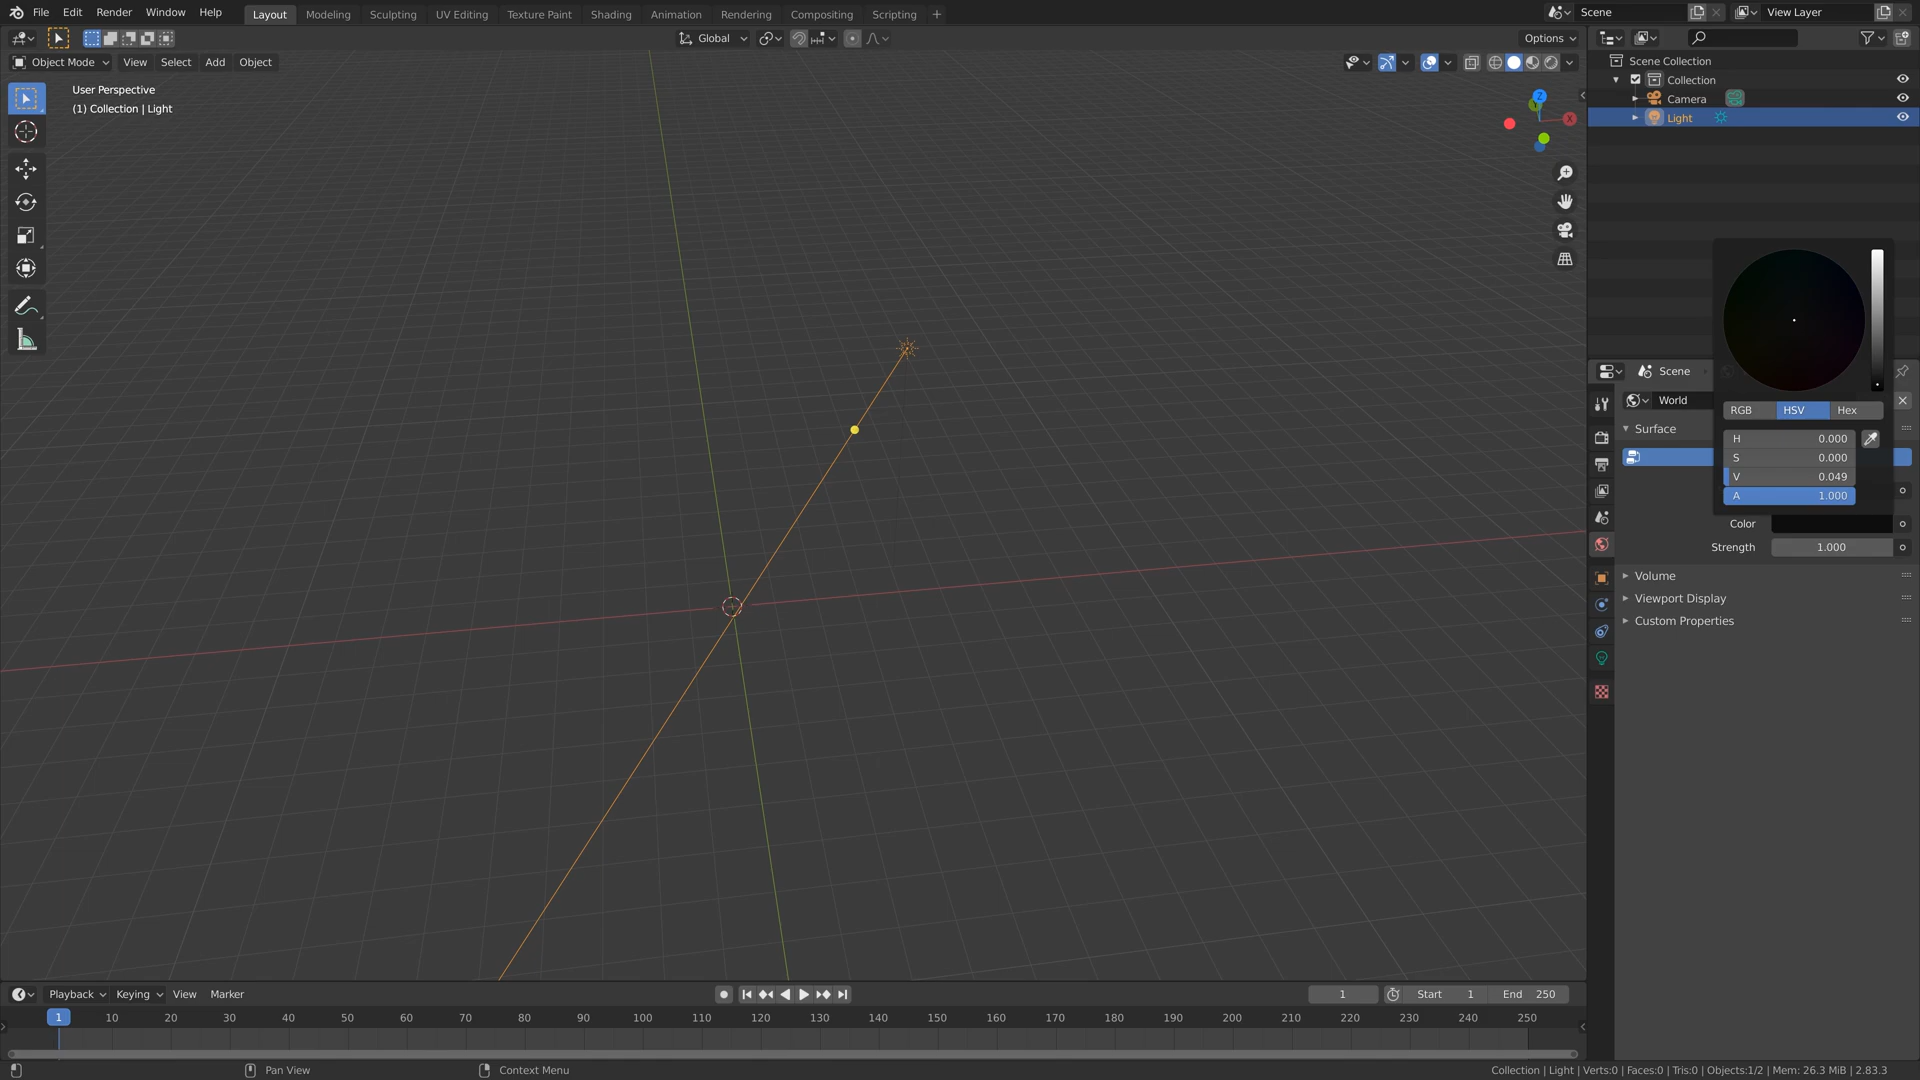 File Edit Render Window Help Layout Modeling Sculpting UV Editing Texture Paint Shading Animation Rendering Compositing Scripting + Scene View Layer
Global Options
Object Mode View Select Add Object
User Perspective
(1) Collection | Light
Z
X
Scene Collection
Collection
Camera
Light
Scene
World
Surface
RGB HSV Hex
H 0.000
S 0.000
V 0.049
A 1.000
Color
Strength 1.000
Volume
Viewport Display
Custom Properties
Playback Keying View Marker 1 Start 1 End 250
1 10 20 30 40 50 60 70 80 90 100 110 120 130 140 150 160 170 180 190 200 210 220 230 240 250
Pan View Context Menu Collection | Light | Verts:0 | Faces:0 | Tris:0 | Objects:1/2 | Mem: 26.3 MiB | 2.83.3